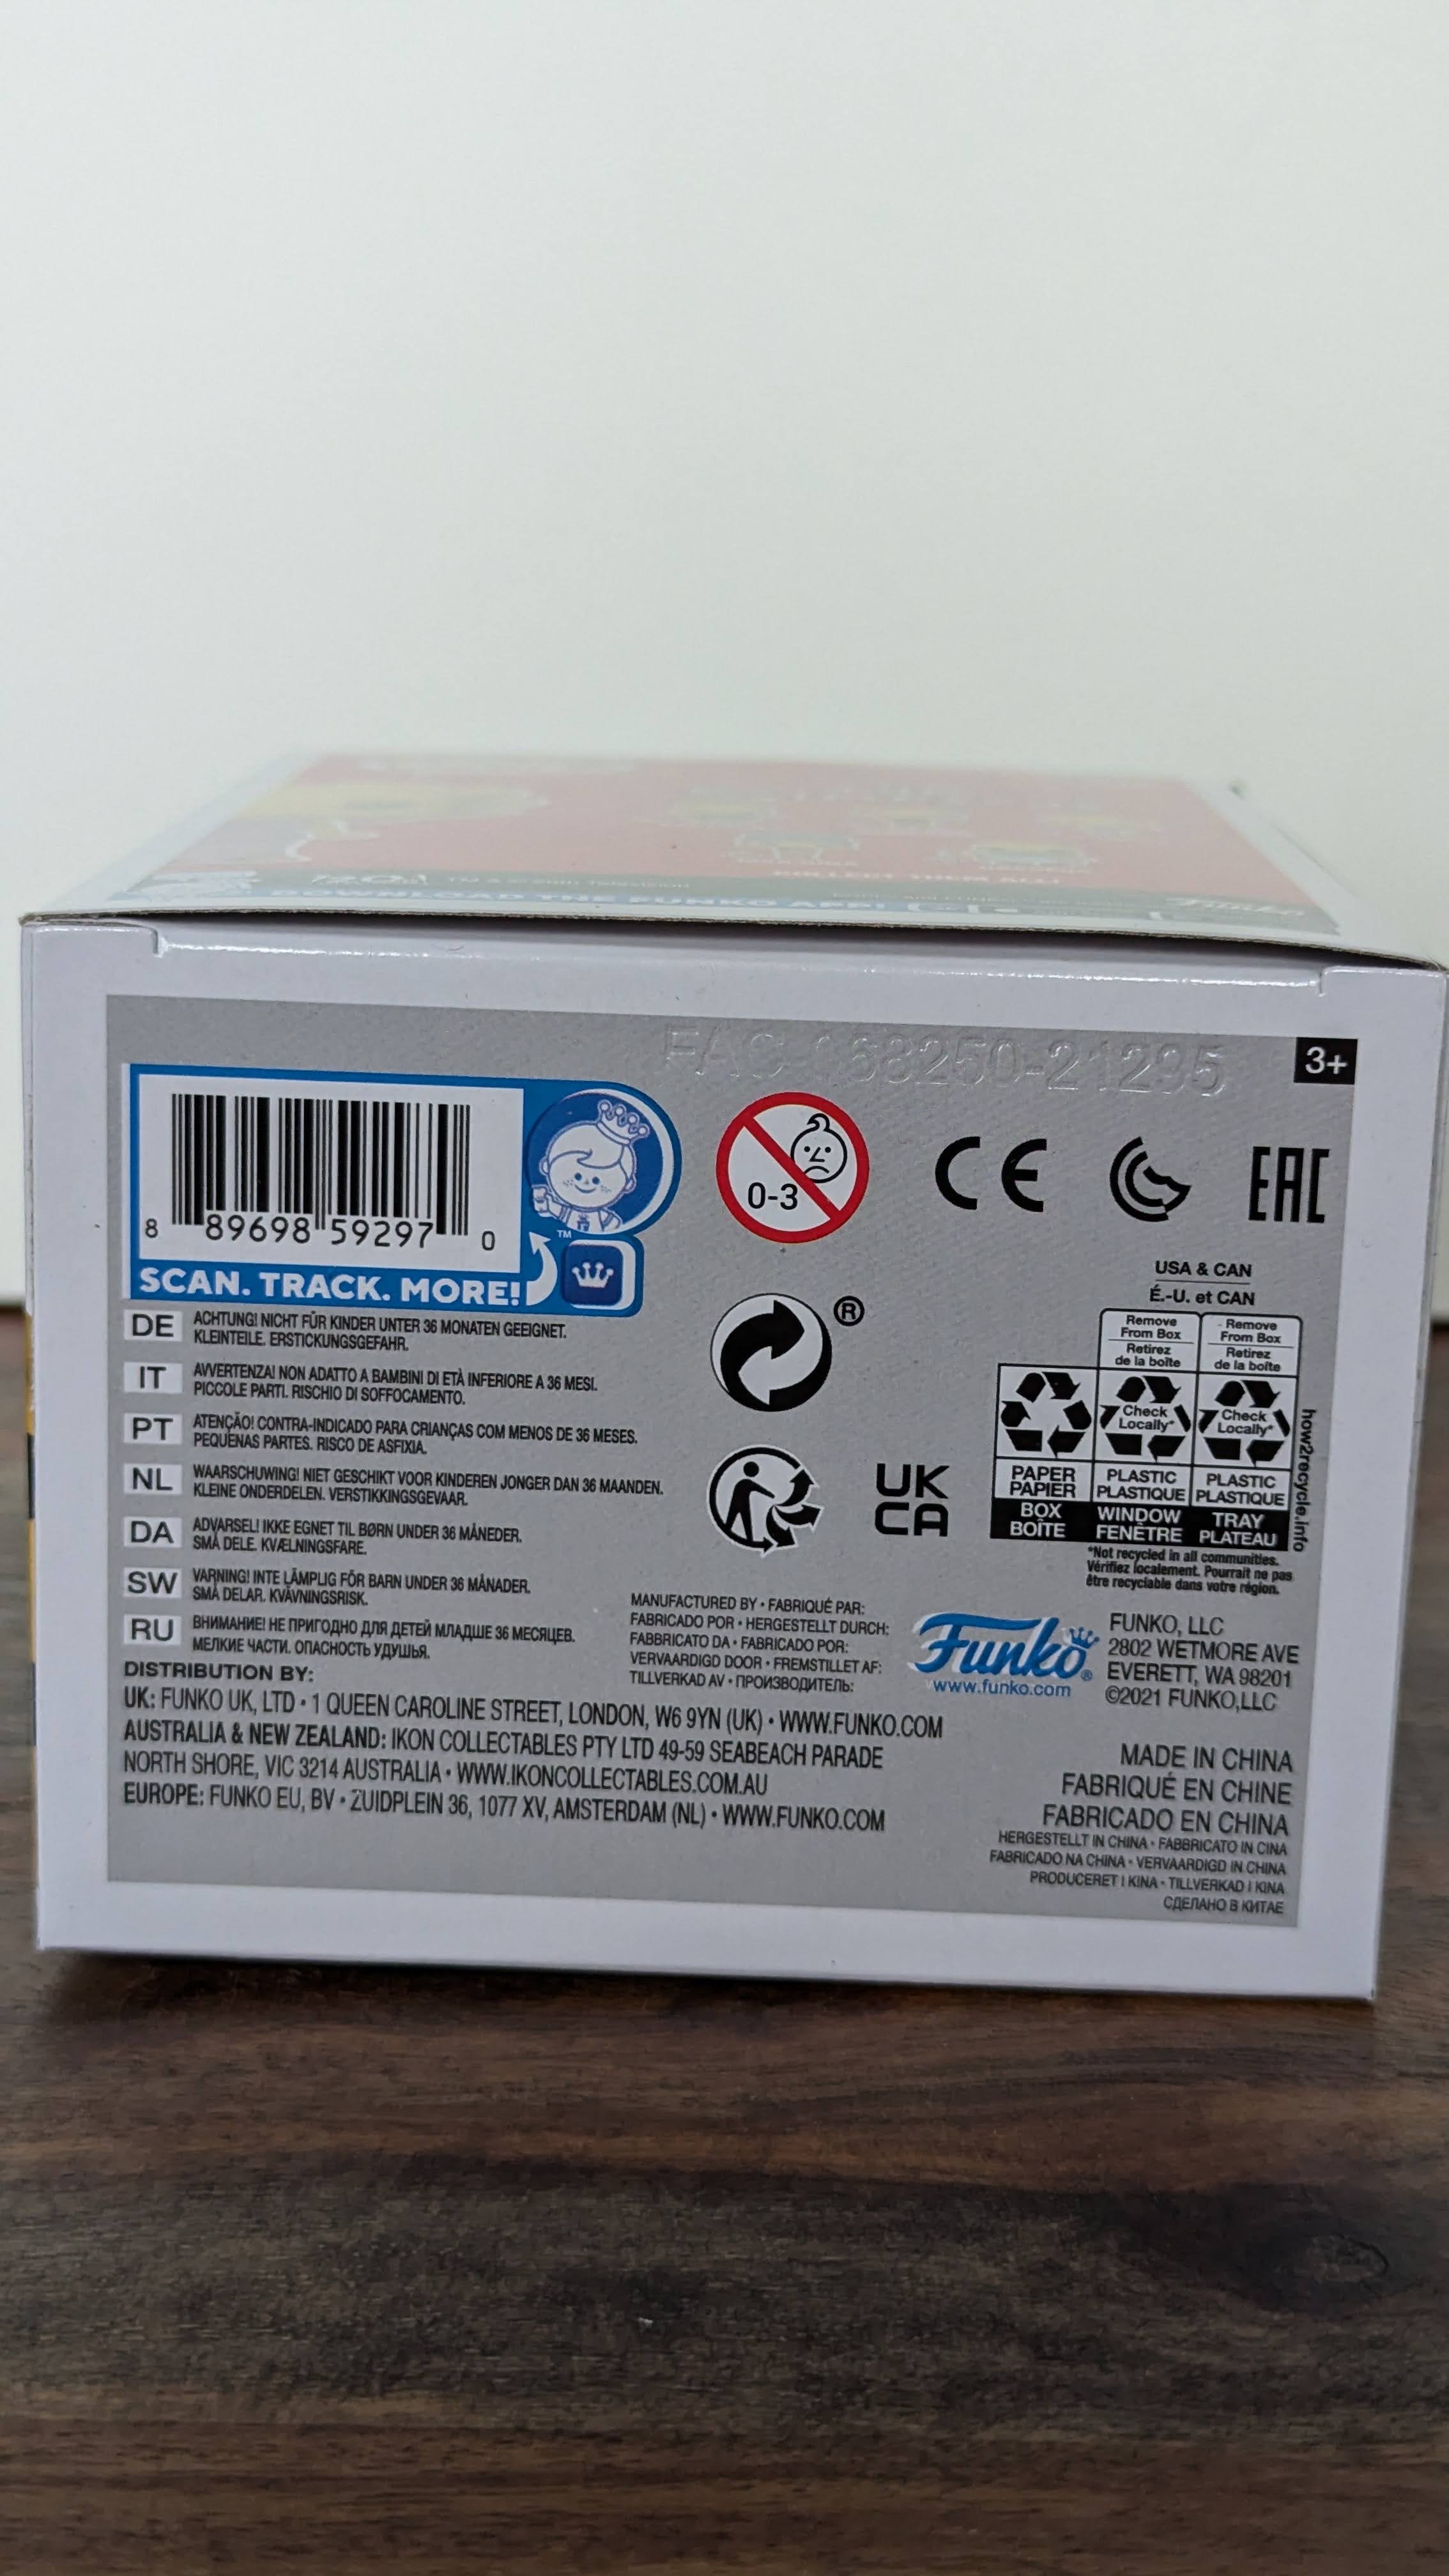 DOWNLOAD THE FUNKO APP!
COLLECT THEM ALL!
Funko
FAC-068250-21295
3+
8 89698 59297 0
TM
SCAN. TRACK. MORE!
0-3
CE
EAC
®
UK
CA
USA & CAN
É.-U. et CAN
Remove From Box Retirez de la boîte
Remove From Box Retirez de la boîte
Check Locally*
Check Locally*
PAPER PAPIER
PLASTIC PLASTIQUE
PLASTIC PLASTIQUE
BOX BOÎTE
WINDOW FENÊTRE
TRAY PLATEAU
how2recycle.info
*Not recycled in all communities.
Vérifiez localement. Pourrait ne pas
être recyclable dans votre région.
DE ACHTUNG! NICHT FÜR KINDER UNTER 36 MONATEN GEEIGNET.
KLEINTEILE. ERSTICKUNGSGEFAHR.
IT AVVERTENZA! NON ADATTO A BAMBINI DI ETÀ INFERIORE A 36 MESI.
PICCOLE PARTI. RISCHIO DI SOFFOCAMENTO.
PT ATENÇÃO! CONTRA-INDICADO PARA CRIANÇAS COM MENOS DE 36 MESES.
PEQUENAS PARTES. RISCO DE ASFIXIA.
NL WAARSCHUWING! NIET GESCHIKT VOOR KINDEREN JONGER DAN 36 MAANDEN.
KLEINE ONDERDELEN. VERSTIKKINGSGEVAAR.
DA ADVARSEL! IKKE EGNET TIL BØRN UNDER 36 MÅNEDER.
SMÅ DELE. KVÆLNINGSFARE.
SW VARNING! INTE LÄMPLIG FÖR BARN UNDER 36 MÅNADER.
SMÅ DELAR. KVÄVNINGSRISK.
RU ВНИМАНИЕ! НЕ ПРИГОДНО ДЛЯ ДЕТЕЙ МЛАДШЕ 36 МЕСЯЦЕВ.
МЕЛКИЕ ЧАСТИ. ОПАСНОСТЬ УДУШЬЯ.
DISTRIBUTION BY:
UK: FUNKO UK, LTD • 1 QUEEN CAROLINE STREET, LONDON, W6 9YN (UK) • WWW.FUNKO.COM
AUSTRALIA & NEW ZEALAND: IKON COLLECTABLES PTY LTD 49-59 SEABEACH PARADE
NORTH SHORE, VIC 3214 AUSTRALIA • WWW.IKONCOLLECTABLES.COM.AU
EUROPE: FUNKO EU, BV • ZUIDPLEIN 36, 1077 XV, AMSTERDAM (NL) • WWW.FUNKO.COM
MANUFACTURED BY • FABRIQUÉ PAR:
FABRICADO POR • HERGESTELLT DURCH:
FABBRICATO DA • FABRICADO POR:
VERVAARDIGD DOOR • FREMSTILLET AF:
TILLVERKAD AV • ПРОИЗВОДИТЕЛЬ:
Funko®
www.funko.com
FUNKO, LLC
2802 WETMORE AVE
EVERETT, WA 98201
©2021 FUNKO,LLC
MADE IN CHINA
FABRIQUÉ EN CHINE
FABRICADO EN CHINA
HERGESTELLT IN CHINA • FABBRICATO IN CINA
FABRICADO NA CHINA • VERVAARDIGD IN CHINA
PRODUCERET I KINA • TILLVERKAD I KINA
СДЕЛАНО В КИТАЕ